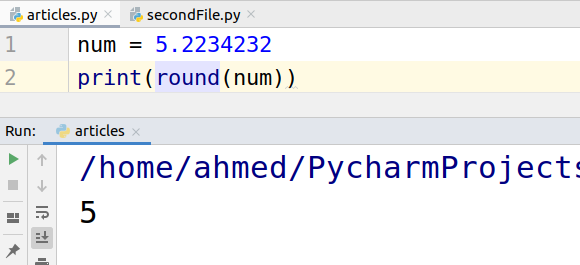 articles.py secondFile.py
1 num = 5.2234232
2 print(round(num))
Run: articles
/home/ahmed/PycharmProjects
5